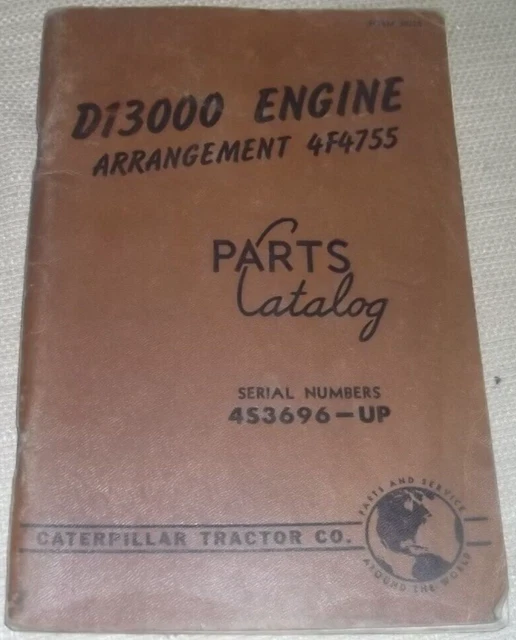 D13000 ENGINE
ARRANGEMENT 4F4755
PARTS
Catalog
SERIAL NUMBERS
4S3696-UP
CATERPILLAR TRACTOR CO.
PARTS AND SERVICE
AROUND THE WORLD